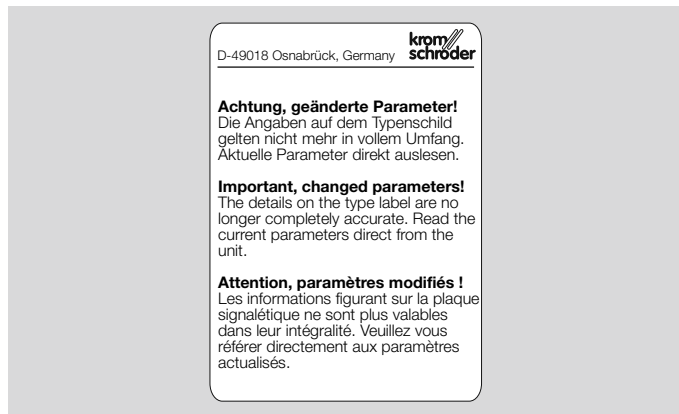 D-49018 Osnabrück, Germany
krom
schröder
Achtung, geänderte Parameter!
Die Angaben auf dem Typenschild
gelten nicht mehr in vollem Umfang.
Aktuelle Parameter direkt auslesen.
Important, changed parameters!
The details on the type label are no
longer completely accurate. Read the
current parameters direct from the
unit.
Attention, paramètres modifiés !
Les informations figurant sur la plaque
signalétique ne sont plus valables
dans leur intégralité. Veuillez vous
référer directement aux paramètres
actualisés.